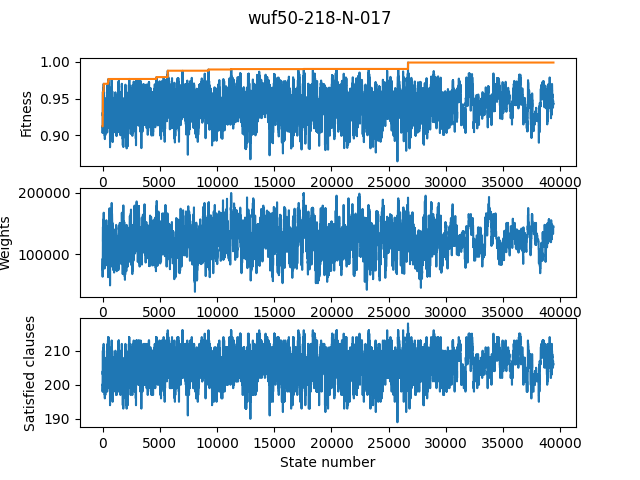 wuf50-218-N-017
1.00
0.95
0.90
Fitness
0 5000 10000 15000 20000 25000 30000 35000 40000
200000
100000
Weights
0 5000 10000 15000 20000 25000 30000 35000 40000
210
200
190
Satisfied clauses
0 5000 10000 15000 20000 25000 30000 35000 40000
State number